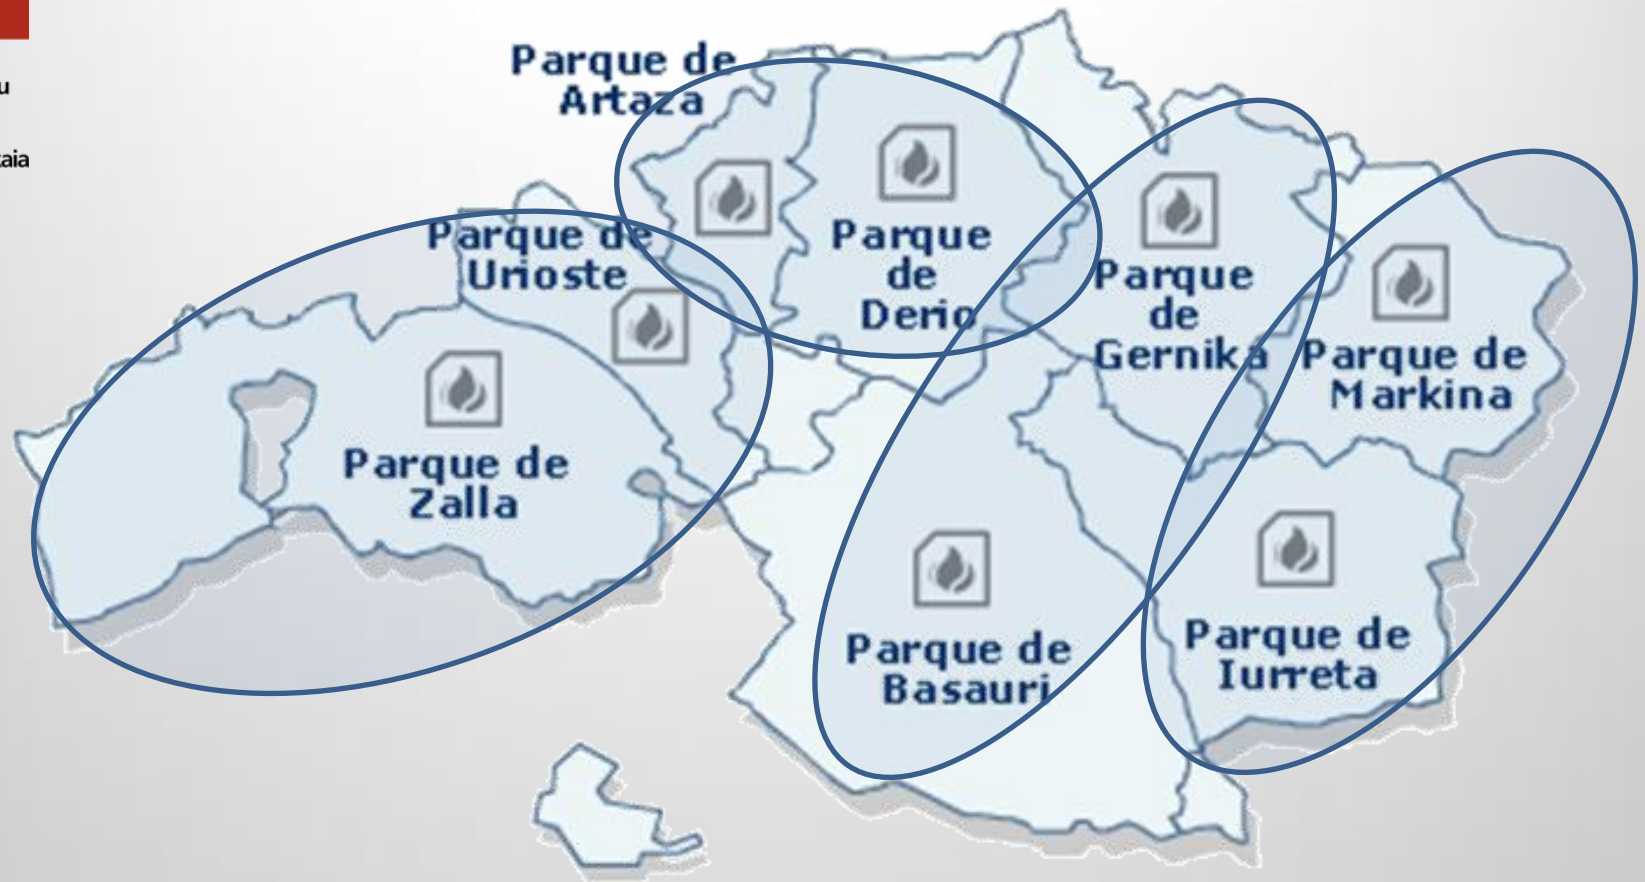 u
aia
Parque de
Artaza
Parque de
Urioste
Parque
de
Derio
Parque
de
Gernika
Parque de
Markina
Parque de
Zalla
Parque de
Basauri
Parque de
Iurreta